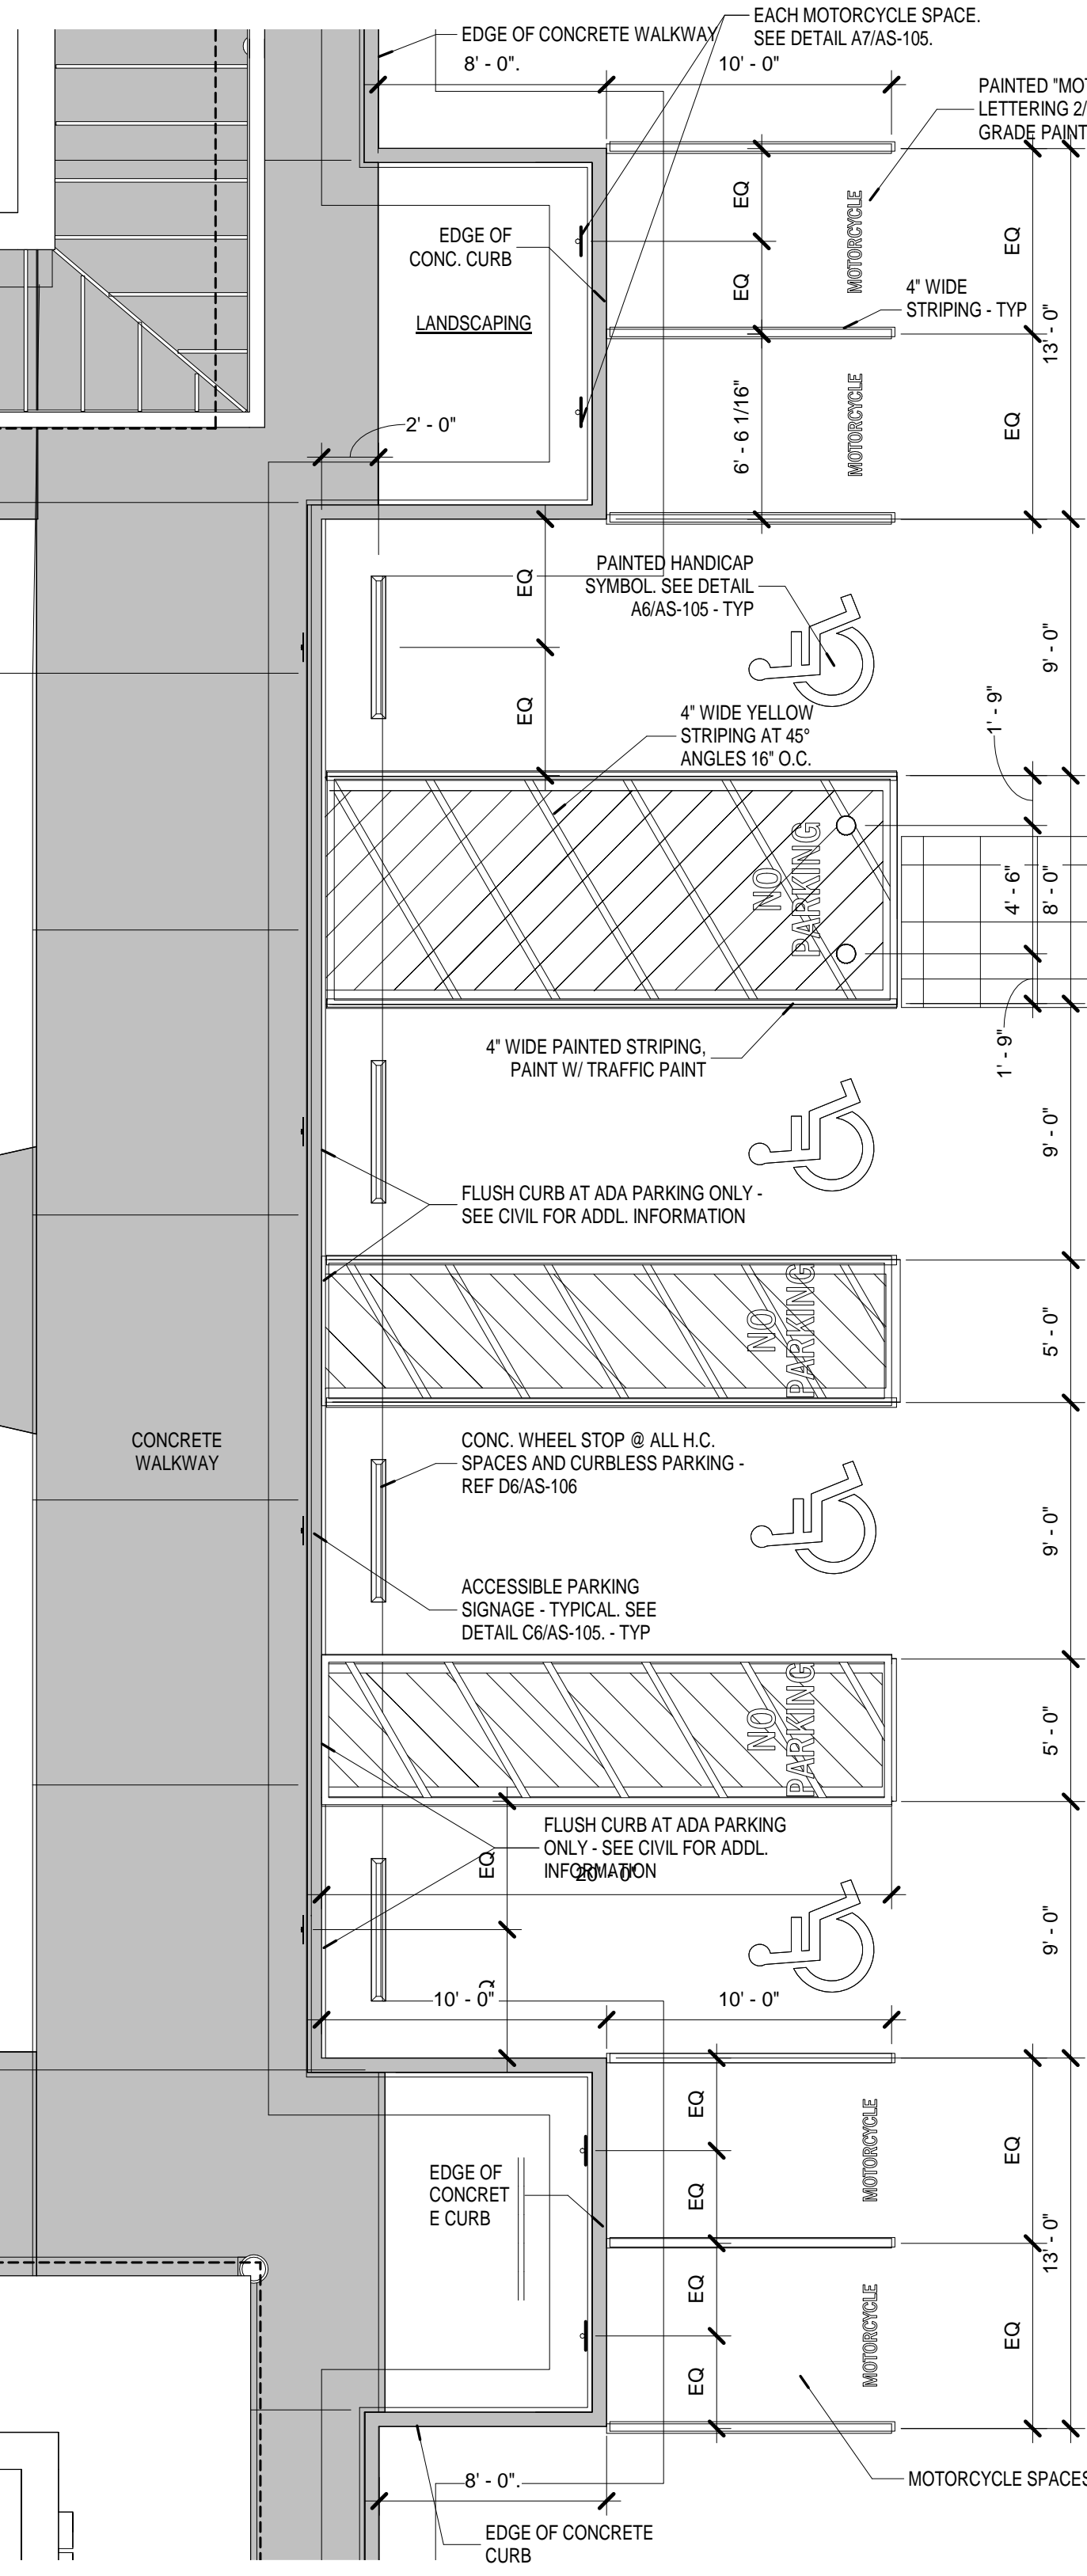 EDGE OF CONCRETE WALKWAY
EACH MOTORCYCLE SPACE.
SEE DETAIL A7/AS-105.
8' - 0".
10' - 0"
PAINTED "MOT
LETTERING 2/
GRADE PAINT
EQ
EQ
MOTORCYCLE
EQ
EDGE OF
CONC. CURB
4" WIDE
STRIPING - TYP
LANDSCAPING
13' - 0"
2' - 0"
6' - 6 1/16"
MOTORCYCLE
EQ
PAINTED HANDICAP
SYMBOL. SEE DETAIL
A6/AS-105 - TYP
EQ
EQ
9' - 0"
4" WIDE YELLOW
STRIPING AT 45°
ANGLES 16" O.C.
1' - 9"
NO
PARKING
4' - 6"
8' - 0"
1' - 9"
4" WIDE PAINTED STRIPING,
PAINT W/ TRAFFIC PAINT
9' - 0"
FLUSH CURB AT ADA PARKING ONLY -
SEE CIVIL FOR ADDL. INFORMATION
NO
PARKING
5' - 0"
CONCRETE
WALKWAY
CONC. WHEEL STOP @ ALL H.C.
SPACES AND CURBLESS PARKING -
REF D6/AS-106
9' - 0"
ACCESSIBLE PARKING
SIGNAGE - TYPICAL. SEE
DETAIL C6/AS-105. - TYP
NO
PARKING
5' - 0"
FLUSH CURB AT ADA PARKING
ONLY - SEE CIVIL FOR ADDL.
INFORMATION
20' - 0"
EQ
9' - 0"
10' - 0"
10' - 0"
EQ
EQ
MOTORCYCLE
EQ
EDGE OF
CONCRET
E CURB
13' - 0"
EQ
EQ
MOTORCYCLE
EQ
MOTORCYCLE SPACES
8' - 0".
EDGE OF CONCRETE
CURB